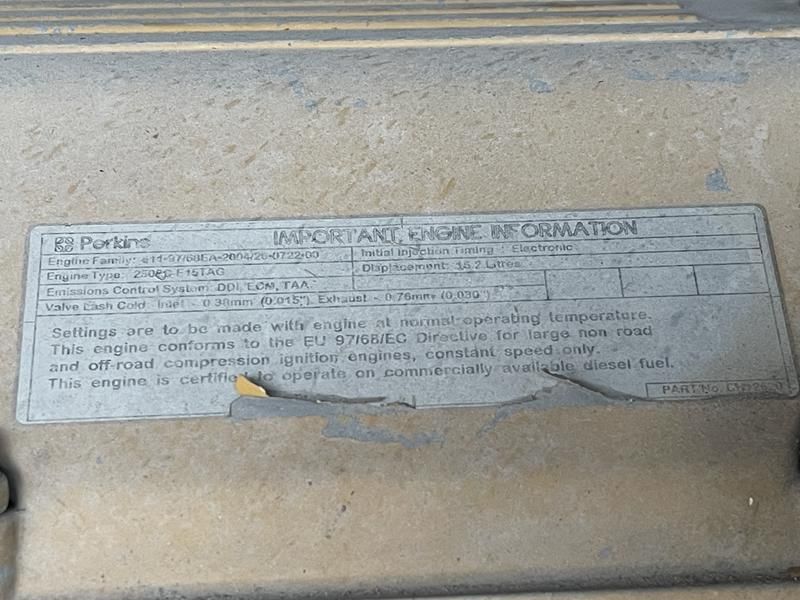 Perkins IMPORTANT ENGINE INFORMATION
Engine Family: e11-97/68EA-2004/26-0722-00 Initial Injection Timing : Electronic
Engine Type: E15TAG Displacement: 15.2 Litres
Emissions Control System: DDI, ECM, TAA
Valve Lash Cold: Inlet - 0.38mm (0.015"), Exhaust - 0.76mm (0.030")
Settings are to be made with engine at normal operating temperature.
This engine conforms to the EU 97/68/EC Directive for large non road
and off-road compression ignition engines, constant speed only.
This engine is certified to operate on commercially available diesel fuel.
PART No.